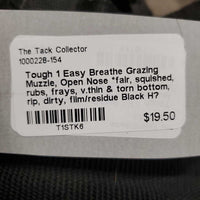 The Tack Collector
1000228-154
Tough 1 Easy Breathe Grazing
Muzzle, Open Nose *fair, squished,
rubs, frays, v.thin & torn bottom,
rip, dirty, film/residue Black H?
$19.50
T1STK6